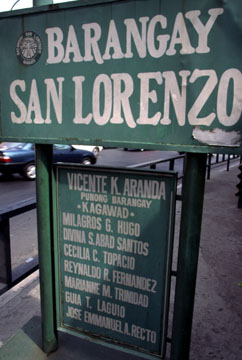 BARANGAY
SAN LORENZO
VICENTE K. ARANDA
PUNONG BARANGAY
• KAGAWAD •
MILAGROS G. HUGO
DIVINA S. ABAD SANTOS
CECILIA C. TOPACIO
REYNALDO R. FERNANDEZ
MARIANNE M. TRINIDAD
GUIA T. LAGUIO
JOSE EMMANUEL A. RECTO